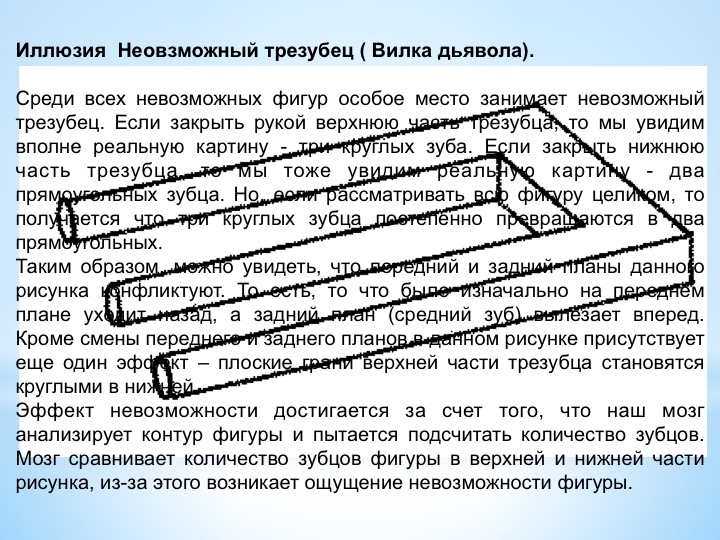 Иллюзия Неовзможный трезубец ( Вилка дьявола).
Среди всех невозможных фигур особое место занимает невозможный
трезубец. Если закрыть рукой верхнюю часть трезубца, то мы увидим
вполне реальную картину - три круглых зуба. Если закрыть нижнюю
часть трезубца, то мы тоже увидим реальную картину - два
прямоугольных зубца. Но, если рассматривать всю фигуру целиком, то
получается что три круглых зубца постепенно превращаются в два
прямоугольных.
Таким образом, можно увидеть, что передний и задний планы данного
рисунка конфликтуют. То есть, то что было изначально на переднем
плане уходит назад, а задний план (средний зуб) вылезает вперед.
Кроме смены переднего и заднего планов в данном рисунке присутствует
еще один эффект – плоские грани верхней части трезубца становятся
круглыми в нижней.
Эффект невозможности достигается за счет того, что наш мозг
анализирует контур фигуры и пытается подсчитать количество зубцов.
Мозг сравнивает количество зубцов фигуры в верхней и нижней части
рисунка, из-за этого возникает ощущение невозможности фигуры.